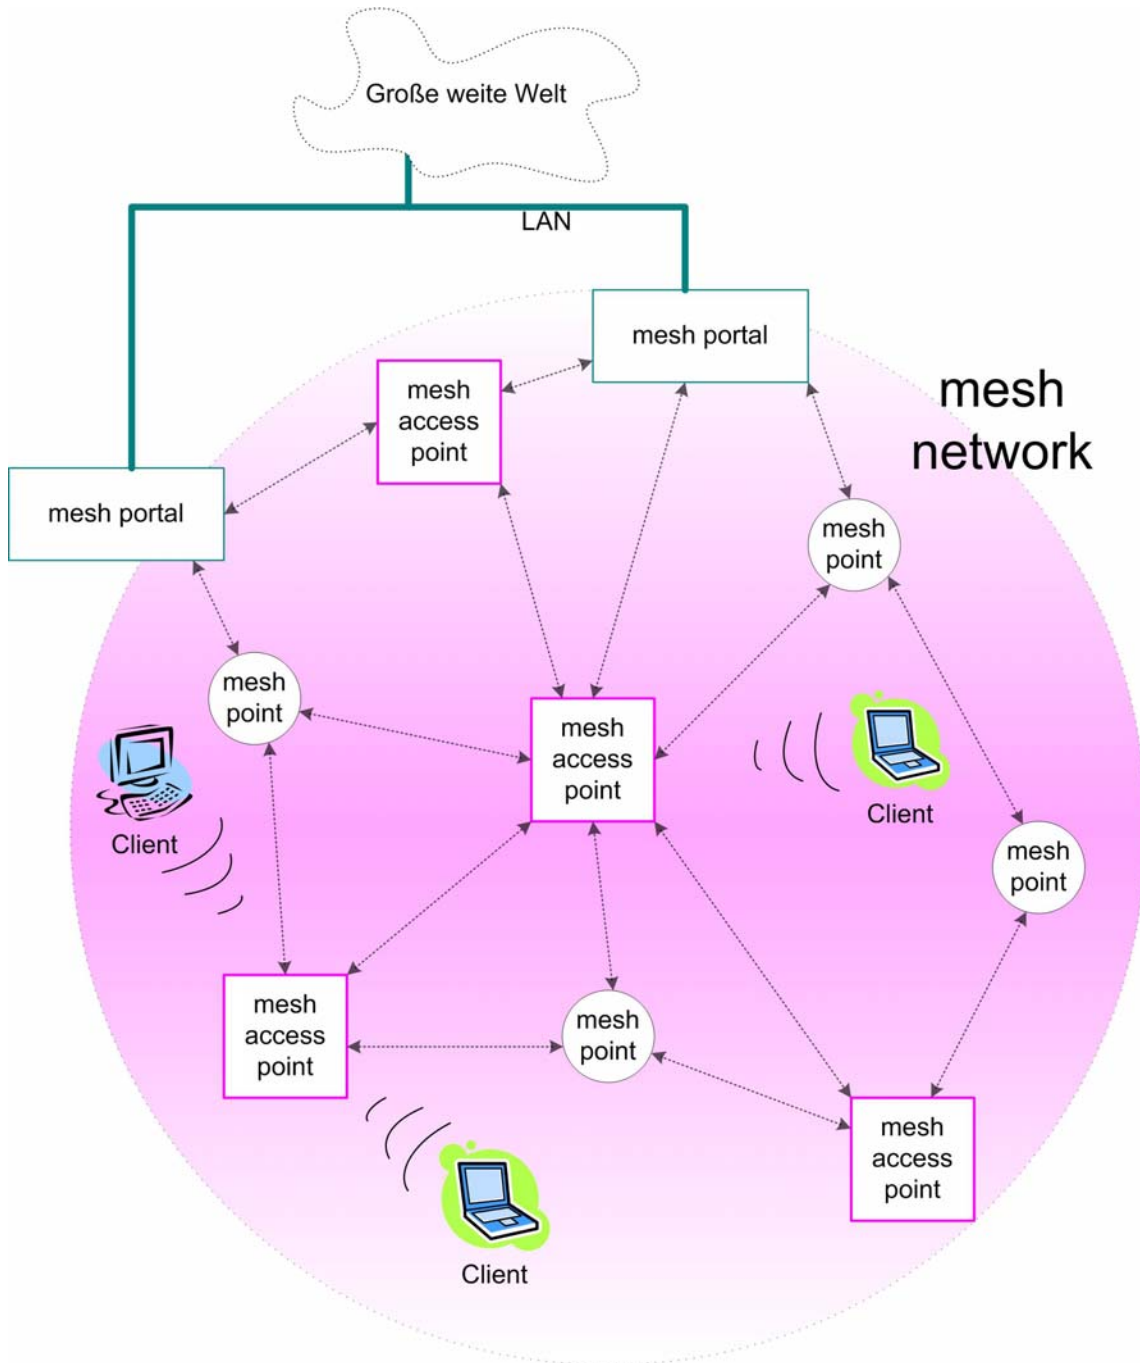 Große weite Welt
LAN
mesh portal
mesh
access
point
mesh
network
mesh portal
mesh
point
mesh
point
mesh
access
point
Client
Client
mesh
point
mesh
access
point
mesh
point
mesh
access
point
Client